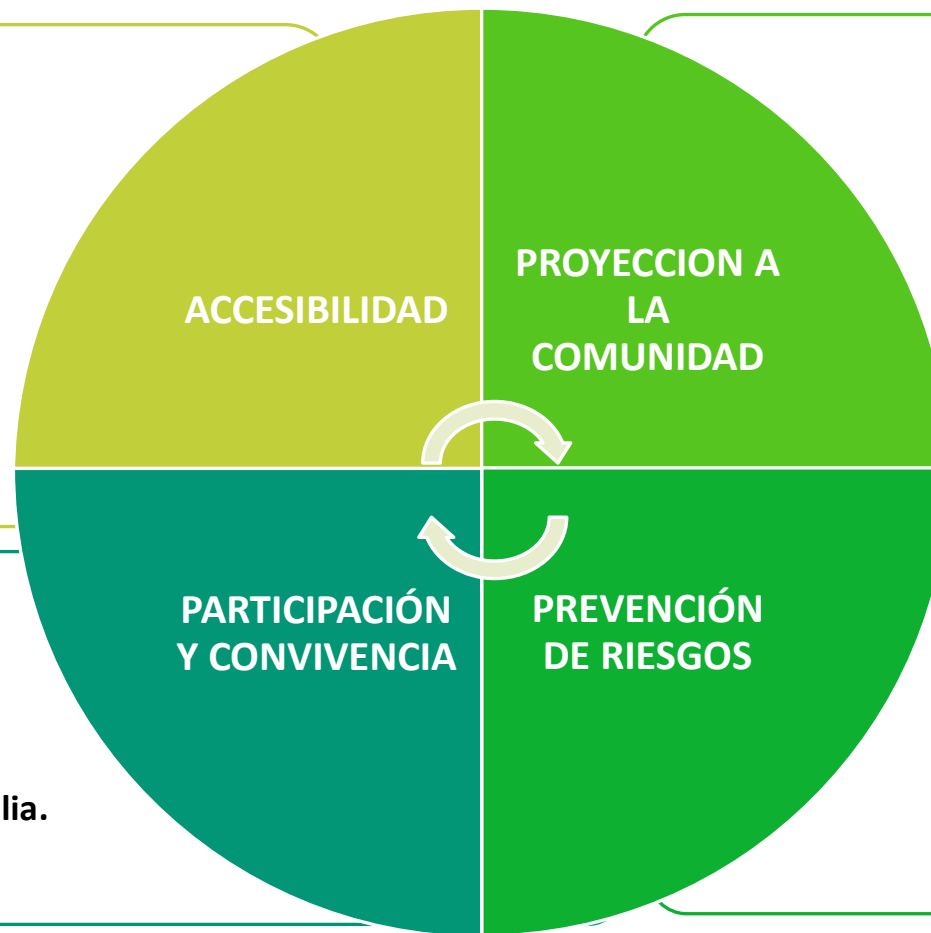 ACCESIBILIDAD
PROYECCION A
LA
COMUNIDAD
PARTICIPACIÓN
Y CONVIVENCIA
PREVENCIÓN
DE RIESGOS
lia.